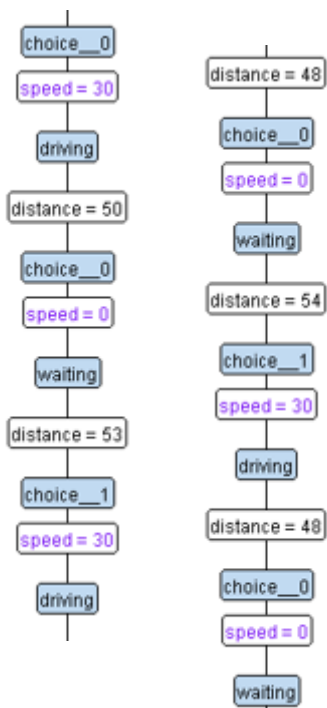 choice__0
speed = 30
driving
distance = 50
choice__0
speed = 0
waiting
distance = 53
choice__1
speed = 30
driving
distance = 48
choice__0
speed = 0
waiting
distance = 54
choice__1
speed = 30
driving
distance = 48
choice__0
speed = 0
waiting